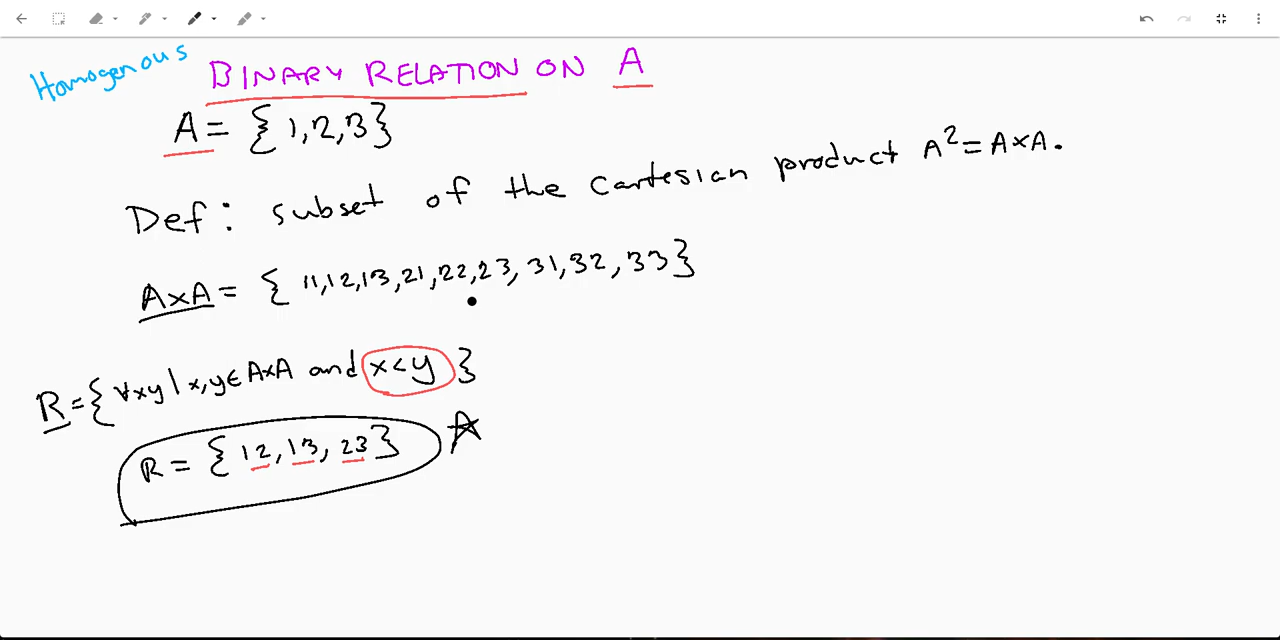 Homogenous BINARY RELATION ON A
A = { 1,2,3}
Def: subset of the Cartesian product A² = A×A.
A×A = { 11,12,13,21,22,23,31,32,33}
R={∀xy | x,y∈A×A and x<y }
R = { 12,13,23}